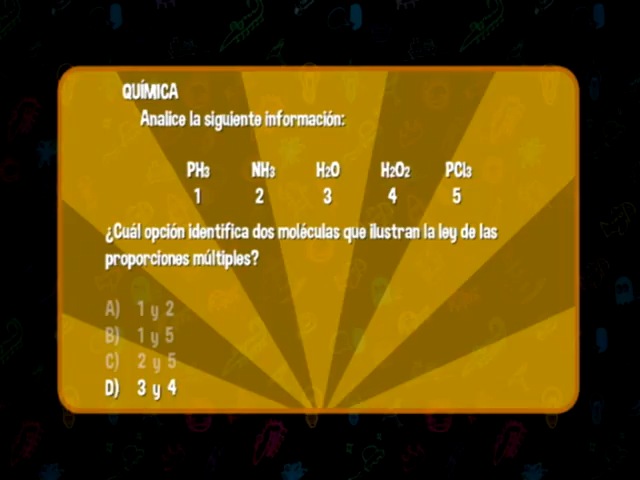 QUÍMICA
Analice la siguiente información:
PH3 NH3 H2O H2O2 PCl3
1 2 3 4 5
¿Cuál opción identifica dos moléculas que ilustran la ley de las
proporciones múltiples?
A) 1 y 2
B) 1 y 5
C) 2 y 5
D) 3 y 4